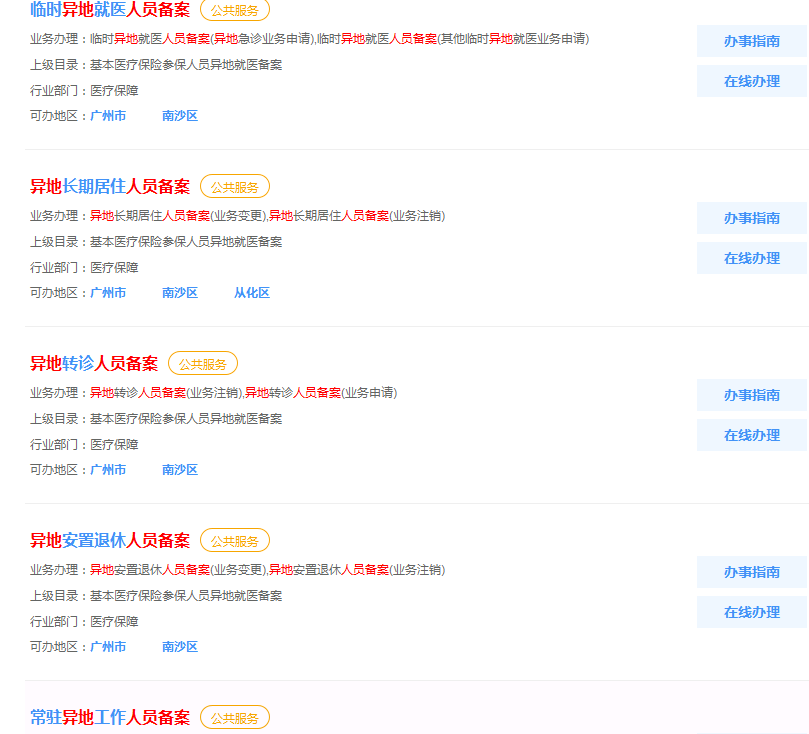 临时异地就医人员备案 公共服务
业务办理：临时异地就医人员备案(异地急诊业务申请),临时异地就医人员备案(其他临时异地就医业务申请)
办事指南
上级目录：基本医疗保险参保人员异地就医备案
在线办理
行业部门：医疗保障
可办地区：广州市 南沙区
异地长期居住人员备案 公共服务
业务办理：异地长期居住人员备案(业务变更),异地长期居住人员备案(业务注销)
办事指南
上级目录：基本医疗保险参保人员异地就医备案
在线办理
行业部门：医疗保障
可办地区：广州市 南沙区 从化区
异地转诊人员备案 公共服务
业务办理：异地转诊人员备案(业务注销),异地转诊人员备案(业务申请)
办事指南
上级目录：基本医疗保险参保人员异地就医备案
在线办理
行业部门：医疗保障
可办地区：广州市 南沙区
异地安置退休人员备案 公共服务
业务办理：异地安置退休人员备案(业务变更),异地安置退休人员备案(业务注销)
办事指南
上级目录：基本医疗保险参保人员异地就医备案
在线办理
行业部门：医疗保障
可办地区：广州市 南沙区
常驻异地工作人员备案 公共服务